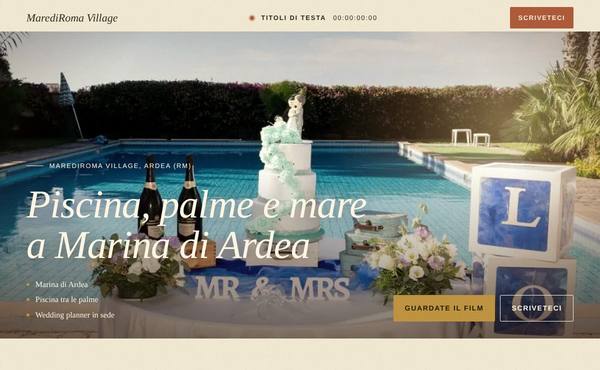 MarediRoma Village
TITOLI DI TESTA 00:00:00:00
SCRIVETECI
MAREDIROMA VILLAGE, ARDEA (RM)
Piscina, palme e mare
a Marina di Ardea
Marina di Ardea
Piscina tra le palme
Wedding planner in sede
GUARDATE IL FILM
SCRIVETECI
MR & MRS
L
O